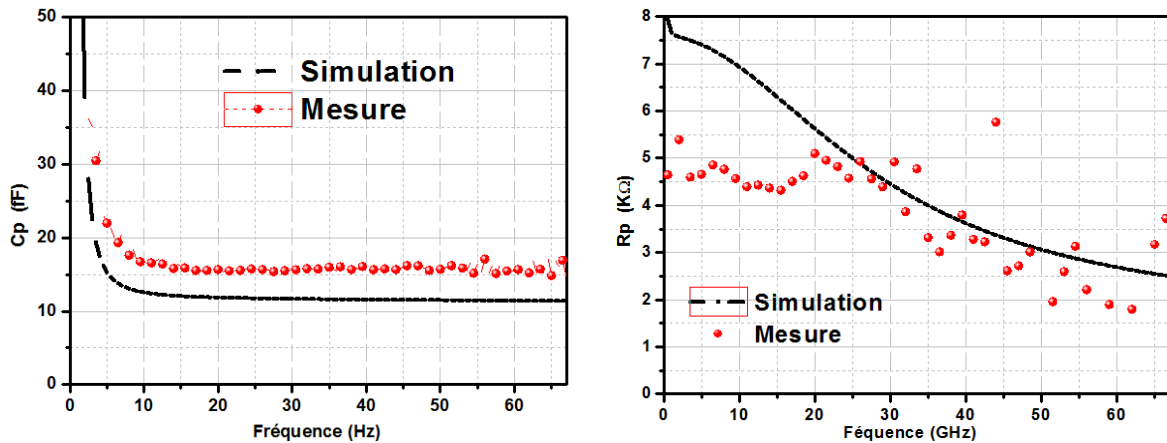 50
40
30
20
10
0
Cp (fF)
Simulation
Mesure
0 10 20 30 40 50 60
Fréquence (Hz)
8
7
6
5
4
3
2
1
0
Rp (KΩ)
Simulation
Mesure
0 10 20 30 40 50 60
Féquence (GHz)